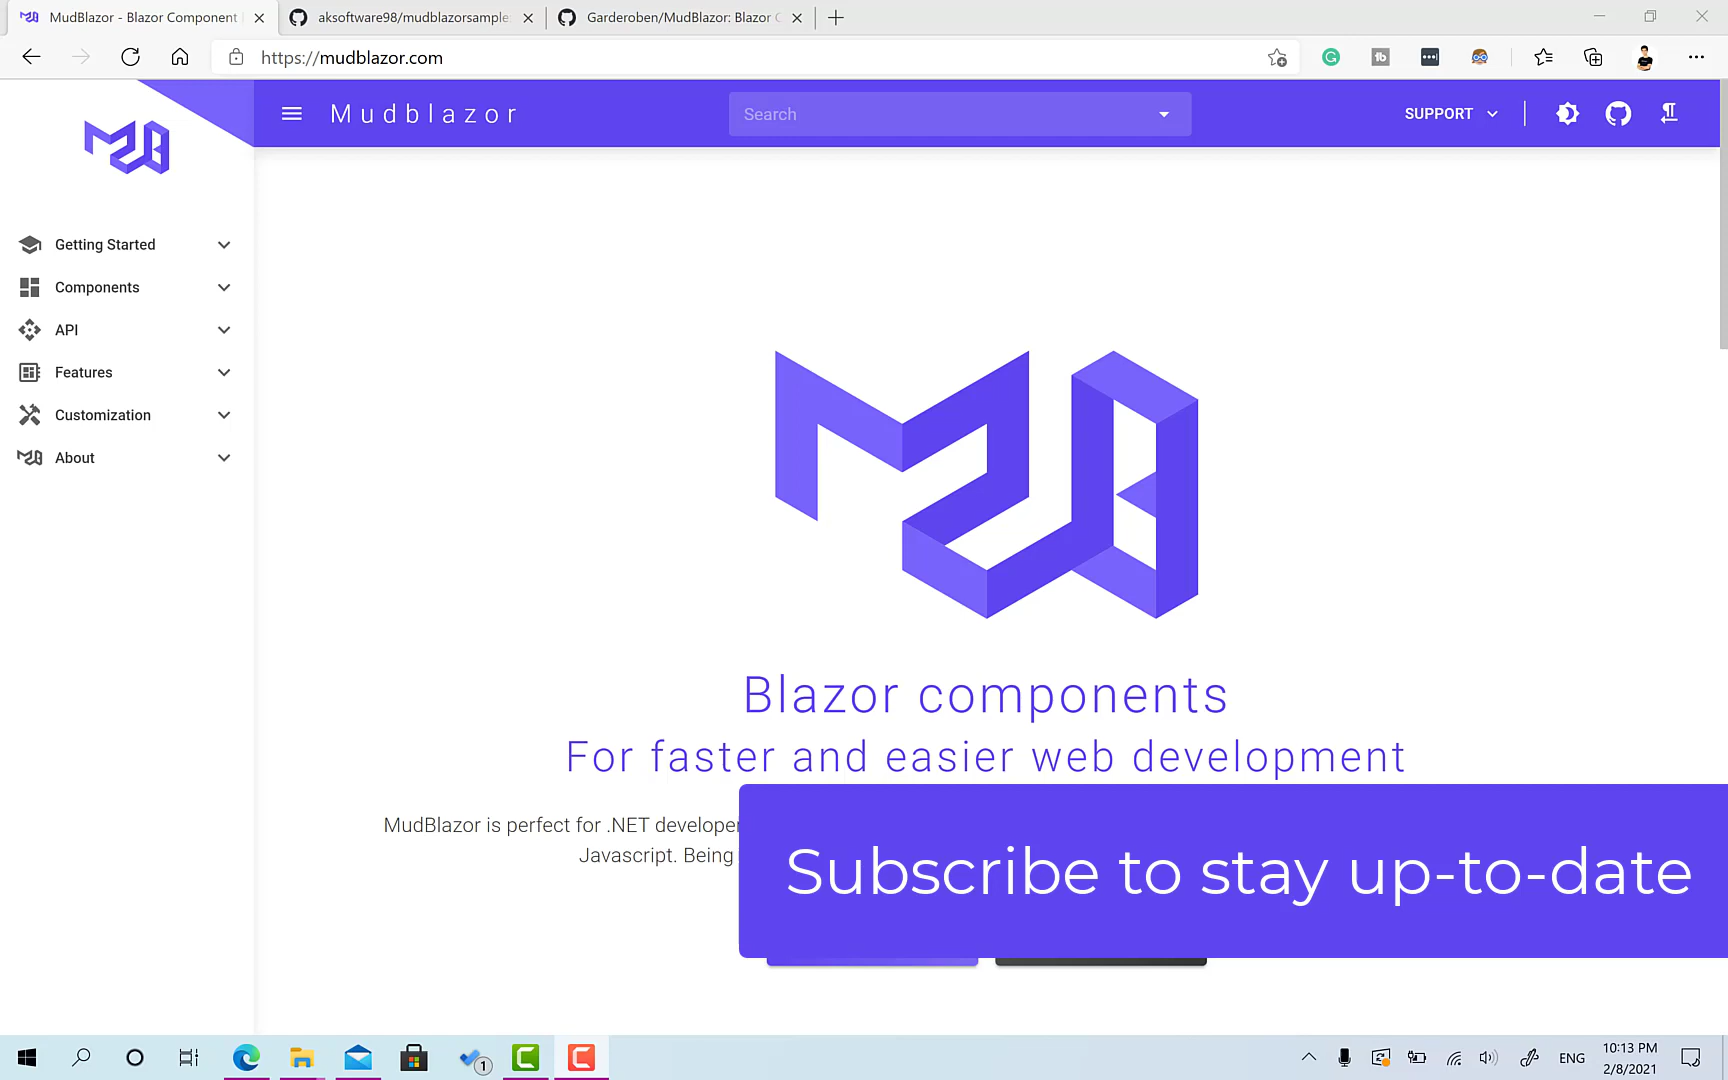 MudBlazor - Blazor Component
aksoftware98/mudblazorsample
Garderoben/MudBlazor: Blazor C
https://mudblazor.com
Mudblazor
Search
SUPPORT
Getting Started
Components
API
Features
Customization
About
Blazor components
For faster and easier web development
MudBlazor is perfect for .NET developer
Javascript. Being
Subscribe to stay up-to-date
1
ENG
10:13 PM
2/8/2021